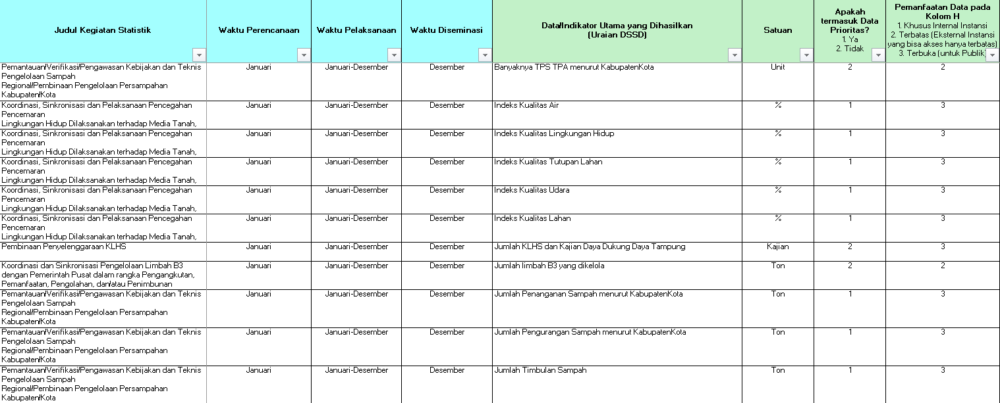 Judul Kegiatan Statistik
Waktu Perencanaan
Waktu Pelaksanaan
Waktu Diseminasi
Data/Indikator Utama yang Dihasilkan
(Uraian DSSD)
Satuan
Apakah
termasuk Data
Prioritas?
1. Ya
2. Tidak
Pemanfaatan Data pada
Kolom H
1. Khusus Internal Instansi
2. Terbatas (Eksternal Instansi
yang bisa akses hanya terbatas)
3. Terbuka (untuk Publik)
Pemantauan/Verifikasi/Pengawasan Kebijakan dan Teknis Januari Januari-Desember Desember Banyaknya TPS TPA menurut KabupatenKota Unit 2 2
Pengelolaan Sampah
Regional/Pembinaan Pengelolaan Persampahan
Kabupaten/Kota
Koordinasi, Sinkronisasi dan Pelaksanaan Pencegahan Januari Januari-Desember Desember Indeks Kualitas Air % 1 3
Pencemaran
Lingkungan Hidup Dilaksanakan terhadap Media Tanah,
Koordinasi, Sinkronisasi dan Pelaksanaan Pencegahan Januari Januari-Desember Desember Indeks Kualitas Lingkungan Hidup % 1 3
Pencemaran
Lingkungan Hidup Dilaksanakan terhadap Media Tanah,
Koordinasi, Sinkronisasi dan Pelaksanaan Pencegahan Januari Januari-Desember Desember Indeks Kualitas Tutupan Lahan % 1 3
Pencemaran
Lingkungan Hidup Dilaksanakan terhadap Media Tanah,
Koordinasi, Sinkronisasi dan Pelaksanaan Pencegahan Januari Januari-Desember Desember Indeks Kualitas Udara % 1 3
Pencemaran
Lingkungan Hidup Dilaksanakan terhadap Media Tanah,
Koordinasi, Sinkronisasi dan Pelaksanaan Pencegahan Januari Januari-Desember Desember Indeks Kualitas Lahan % 1 3
Pencemaran
Lingkungan Hidup Dilaksanakan terhadap Media Tanah,
Pembinaan Penyelenggaraan KLHS Januari Januari-Desember Desember Jumlah KLHS dan Kajian Daya Dukung Daya Tampung Kajian 2 3
Koordinasi dan Sinkronisasi Pengelolaan Limbah B3 Januari Januari-Desember Desember Jumlah limbah B3 yang dikelola Ton 2 2
dengan Pemerintah Pusat dalam rangka Pengangkutan,
Pemanfaatan, Pengolahan, dan/atau Penimbunan
Pemantauan/Verifikasi/Pengawasan Kebijakan dan Teknis Januari Januari-Desember Desember Jumlah Penanganan Sampah menurut KabupatenKota Ton 1 3
Pengelolaan Sampah
Regional/Pembinaan Pengelolaan Persampahan
Kabupaten/Kota
Pemantauan/Verifikasi/Pengawasan Kebijakan dan Teknis Januari Januari-Desember Desember Jumlah Pengurangan Sampah menurut KabupatenKota Ton 1 3
Pengelolaan Sampah
Regional/Pembinaan Pengelolaan Persampahan
Kabupaten/Kota
Pemantauan/Verifikasi/Pengawasan Kebijakan dan Teknis Januari Januari-Desember Desember Jumlah Timbulan Sampah Ton 1 3
Pengelolaan Sampah
Regional/Pembinaan Pengelolaan Persampahan
Kabupaten/Kota